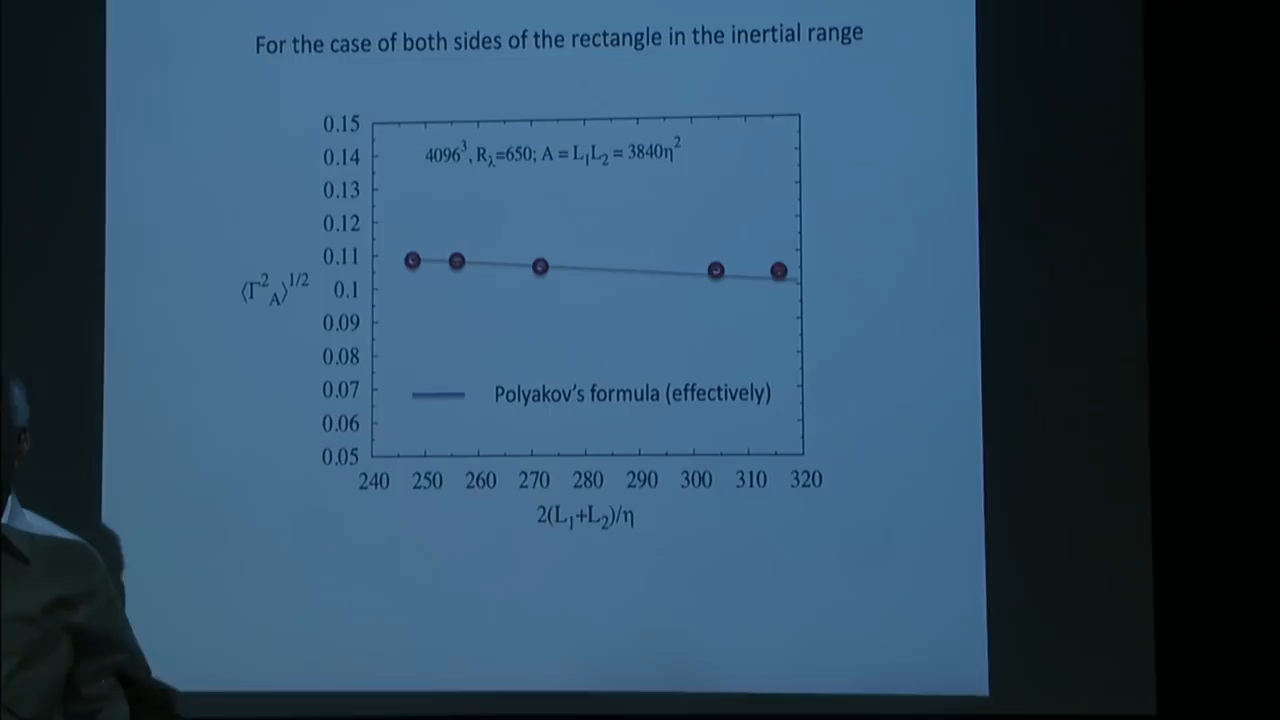 For the case of both sides of the rectangle in the inertial range
0.15
4096³, R_λ=650; A = L₁L₂ = 3840η²
0.14
0.13
0.12
0.11
⟨Γ²_A⟩^1/2
0.1
0.09
0.08
0.07
Polyakov's formula (effectively)
0.06
0.05
240 250 260 270 280 290 300 310 320
2(L₁+L₂)/η